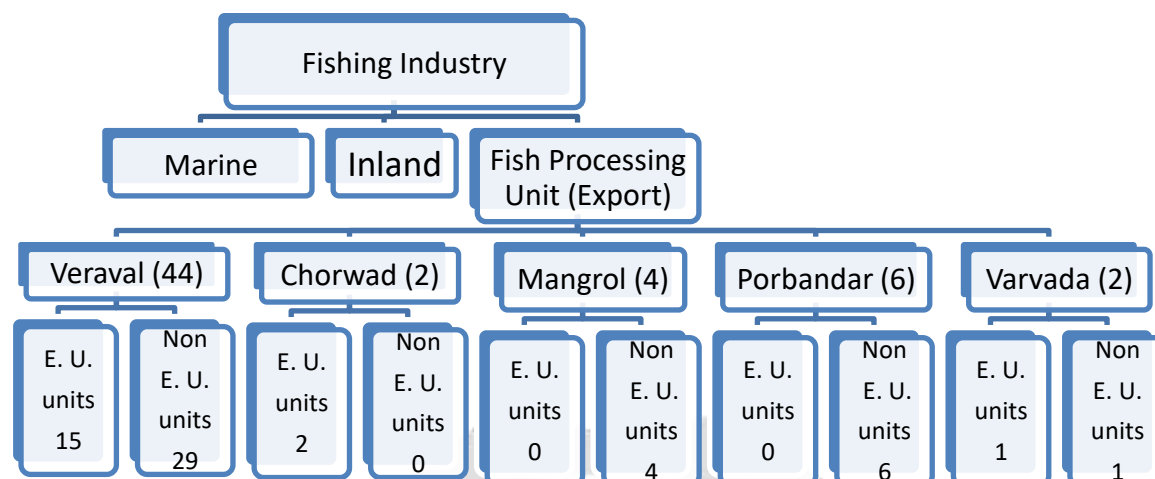 Fishing Industry
Marine
Inland
Fish Processing
Unit (Export)
Veraval (44)
Chorwad (2)
Mangrol (4)
Porbandar (6)
Varvada (2)
E. U.
units
15
Non
E. U.
units
29
E. U.
units
2
Non
E. U.
units
0
E. U.
units
0
Non
E. U.
units
4
E. U.
units
0
Non
E. U.
units
6
E. U.
units
1
Non
E. U.
units
1